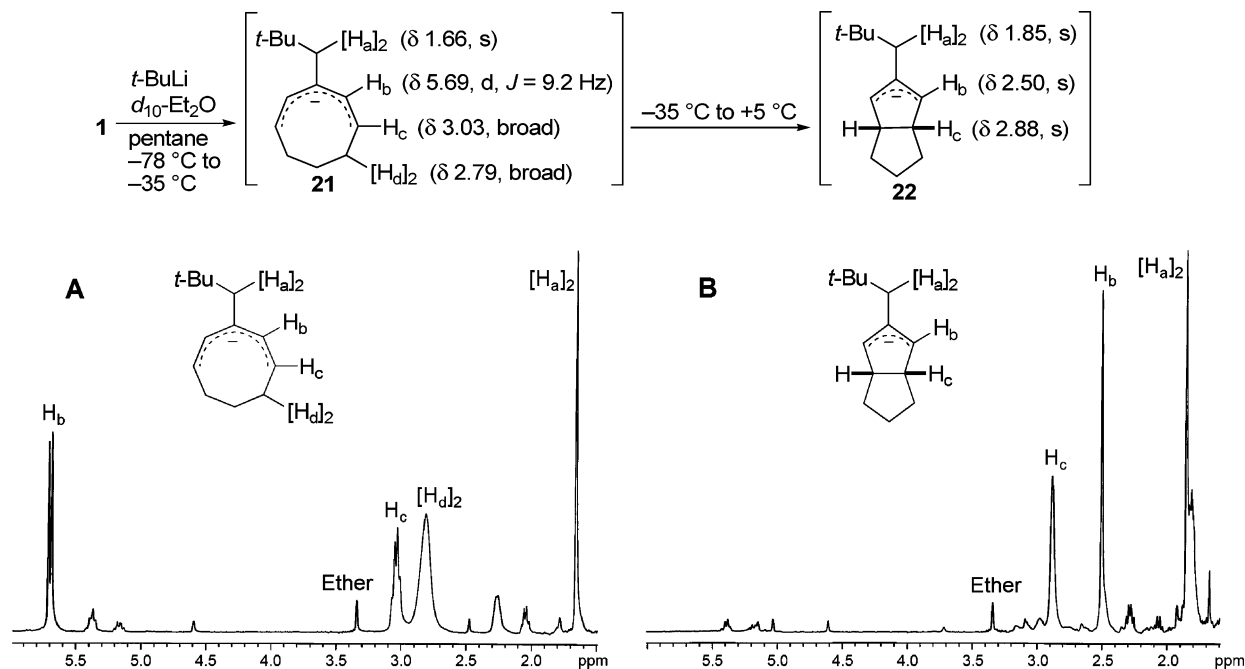 t-Bu [Ha]2 (δ 1.66, s)
Hb (δ 5.69, d, J = 9.2 Hz)
Hc (δ 3.03, broad)
[Hd]2 (δ 2.79, broad)
–
21
1
t-BuLi
d10-Et2O
pentane
–78 °C to
–35 °C
–35 °C to +5 °C
t-Bu [Ha]2 (δ 1.85, s)
Hb (δ 2.50, s)
–
H Hc (δ 2.88, s)
22
A
t-Bu [Ha]2
Hb
–
Hc
[Hd]2
Hb
Ether
Hc
[Hd]2
[Ha]2
5.5 5.0 4.5 4.0 3.5 3.0 2.5 2.0 ppm
B
t-Bu [Ha]2
Hb
–
H Hc
Ether
Hc
Hb
[Ha]2
5.5 5.0 4.5 4.0 3.5 3.0 2.5 2.0 ppm